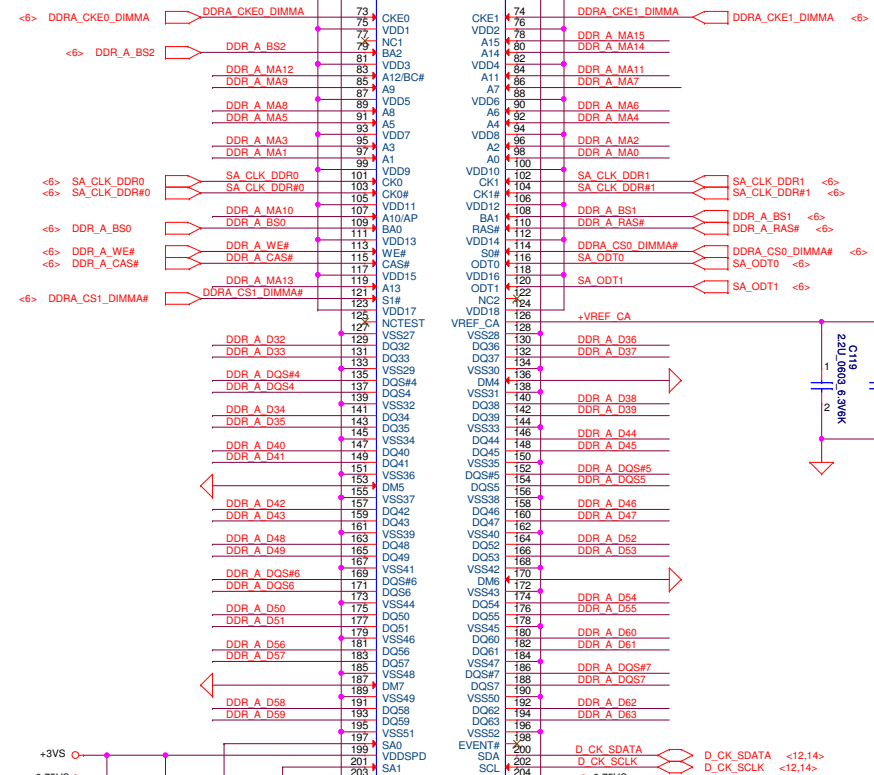 <6> DDRA_CKE0_DIMMA DDRA_CKE0_DIMMA 73 CKE0 CKE1 74 DDRA_CKE1_DIMMA DDRA_CKE1_DIMMA <6>
75 VDD1 VDD2 76
77 NC1 A15 78 DDR_A_MA15
<6> DDR_A_BS2 DDR_A_BS2 79 BA2 A14 80 DDR_A_MA14
81 VDD3 VDD4 82
DDR_A_MA12 83 A12/BC# A11 84 DDR_A_MA11
DDR_A_MA9 85 A9 A7 86 DDR_A_MA7
87 VDD5 VDD6 88
DDR_A_MA8 89 A8 A6 90 DDR_A_MA6
DDR_A_MA5 91 A5 A4 92 DDR_A_MA4
93 VDD7 VDD8 94
DDR_A_MA3 95 A3 A2 96 DDR_A_MA2
DDR_A_MA1 97 A1 A0 98 DDR_A_MA0
99 VDD9 VDD10 100
<6> SA_CLK_DDR0 SA_CLK_DDR0 101 CK0 CK1 102 SA_CLK_DDR1 SA_CLK_DDR1 <6>
<6> SA_CLK_DDR#0 SA_CLK_DDR#0 103 CK0# CK1# 104 SA_CLK_DDR#1 SA_CLK_DDR#1 <6>
105 VDD11 VDD12 106
DDR_A_MA10 107 A10/AP BA1 108 DDR_A_BS1 DDR_A_BS1 <6>
<6> DDR_A_BS0 DDR_A_BS0 109 BA0 RAS# 110 DDR_A_RAS# DDR_A_RAS# <6>
111 VDD13 VDD14 112
<6> DDR_A_WE# DDR_A_WE# 113 WE# S0# 114 DDRA_CS0_DIMMA# DDRA_CS0_DIMMA# <6>
<6> DDR_A_CAS# DDR_A_CAS# 115 CAS# ODT0 116 SA_ODT0 SA_ODT0 <6>
117 VDD15 VDD16 118
DDR_A_MA13 119 A13 ODT1 120 SA_ODT1 SA_ODT1 <6>
<6> DDRA_CS1_DIMMA# DDRA_CS1_DIMMA# 121 S1# NC2 122
123 VDD17 VDD18 124
125 NCTEST VREF_CA 126 +VREF_CA
127 VSS27 VSS28 128
DDR_A_D32 129 DQ32 DQ36 130 DDR_A_D36
DDR_A_D33 131 DQ33 DQ37 132 DDR_A_D37
133 VSS29 VSS30 134
DDR_A_DQS#4 135 DQS#4 DM4 136
DDR_A_DQS4 137 DQS4 VSS31 138
139 VSS32 DQ38 140 DDR_A_D38
DDR_A_D34 141 DQ34 DQ39 142 DDR_A_D39
DDR_A_D35 143 DQ35 VSS33 144
145 VSS34 DQ44 146 DDR_A_D44
DDR_A_D40 147 DQ40 DQ45 148 DDR_A_D45
DDR_A_D41 149 DQ41 VSS35 150
151 VSS36 DQS#5 152 DDR_A_DQS#5
153 DM5 DQS5 154 DDR_A_DQS5
155 VSS37 VSS38 156
DDR_A_D42 157 DQ42 DQ46 158 DDR_A_D46
DDR_A_D43 159 DQ43 DQ47 160 DDR_A_D47
161 VSS39 VSS40 162
DDR_A_D48 163 DQ48 DQ52 164 DDR_A_D52
DDR_A_D49 165 DQ49 DQ53 166 DDR_A_D53
167 VSS41 VSS42 168
DDR_A_DQS#6 169 DQS#6 DM6 170
DDR_A_DQS6 171 DQS6 VSS43 172
173 VSS44 DQ54 174 DDR_A_D54
DDR_A_D50 175 DQ50 DQ55 176 DDR_A_D55
DDR_A_D51 177 DQ51 VSS45 178
179 VSS46 DQ60 180 DDR_A_D60
DDR_A_D56 181 DQ56 DQ61 182 DDR_A_D61
DDR_A_D57 183 DQ57 VSS47 184
185 VSS48 DQS#7 186 DDR_A_DQS#7
187 DM7 DQS7 188 DDR_A_DQS7
189 VSS49 VSS50 190
DDR_A_D58 191 DQ58 DQ62 192 DDR_A_D62
DDR_A_D59 193 DQ59 DQ63 194 DDR_A_D63
195 VSS51 VSS52 196
197 SA0 EVENT# 198
+3VS 199 VDDSPD SDA 200 D_CK_SDATA D_CK_SDATA <12,14>
201 SA1 SCL 202 D_CK_SCLK D_CK_SCLK <12,14>
203 204
C119
2.2U_0603_6.3V6K
1
2